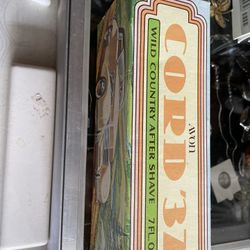 AVON
CORD '37
WILD COUNTRY AFTER SHAVE 7 FL O